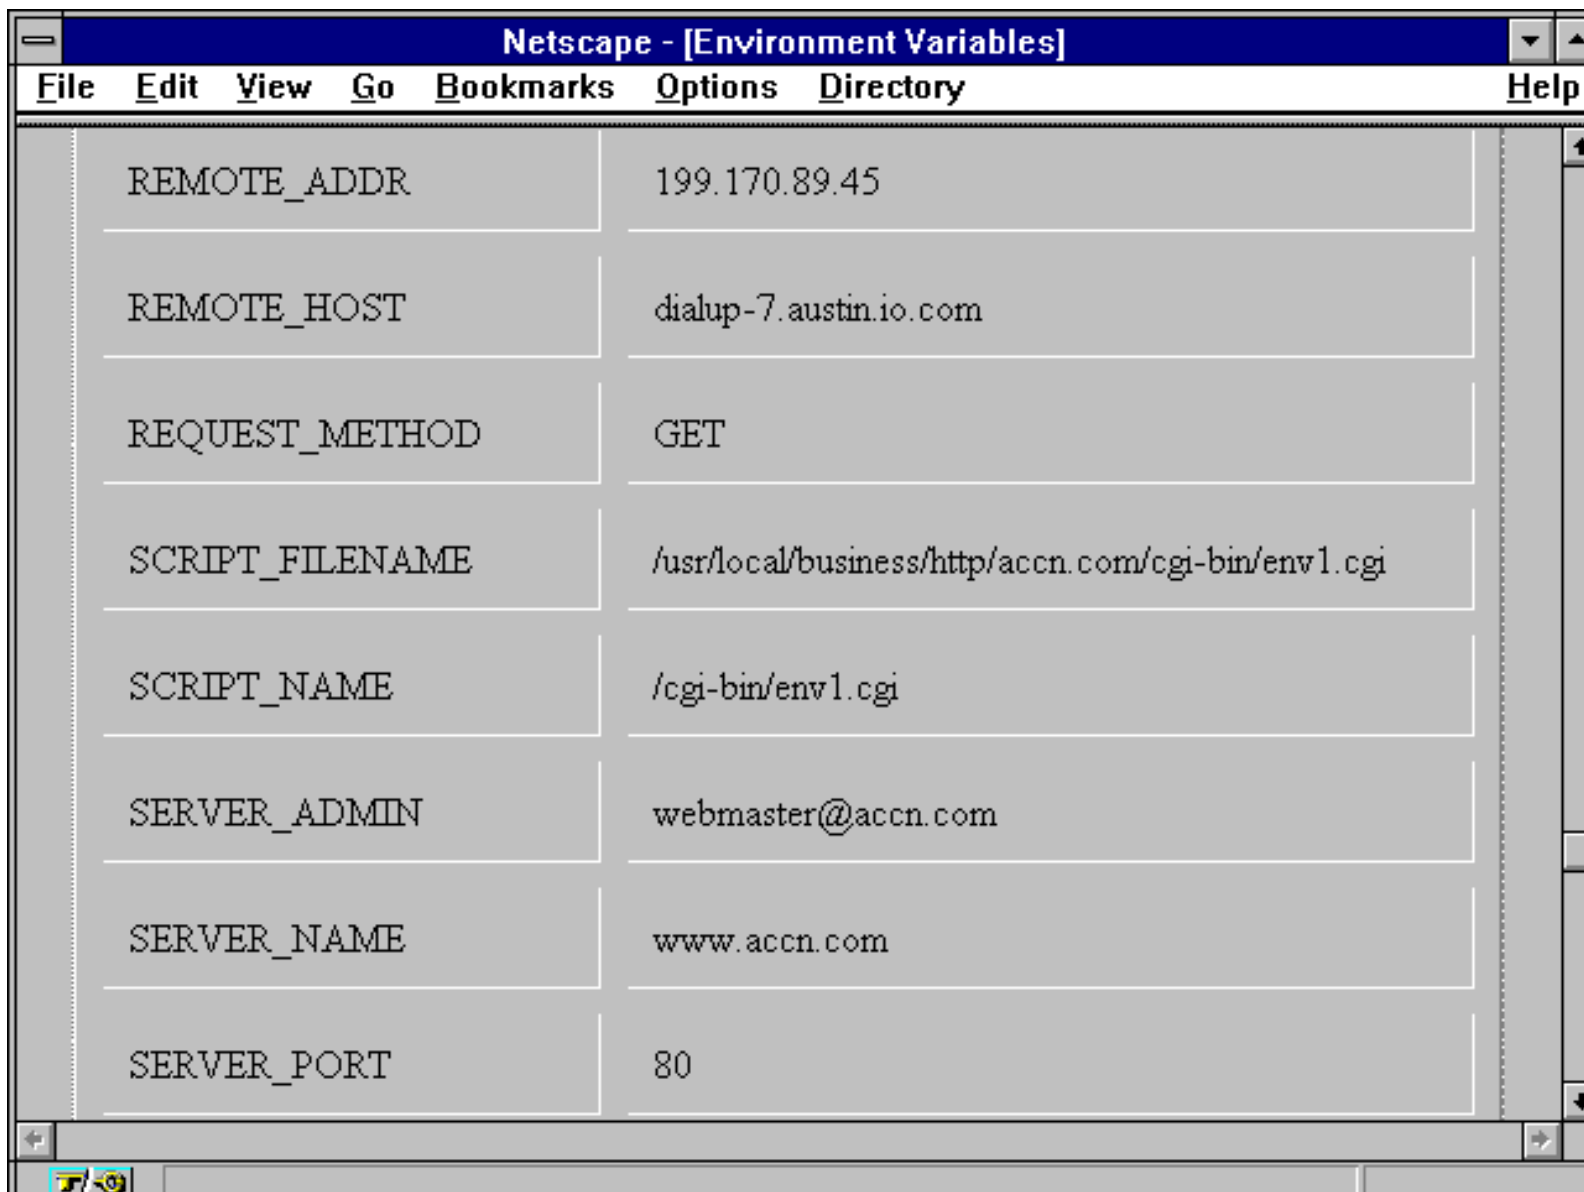 Netscape - [Environment Variables]
File Edit View Go Bookmarks Options Directory Help
REMOTE_ADDR 199.170.89.45
REMOTE_HOST dialup-7.austin.io.com
REQUEST_METHOD GET
SCRIPT_FILENAME /usr/local/business/http/accn.com/cgi-bin/env1.cgi
SCRIPT_NAME /cgi-bin/env1.cgi
SERVER_ADMIN webmaster@accn.com
SERVER_NAME www.accn.com
SERVER_PORT 80